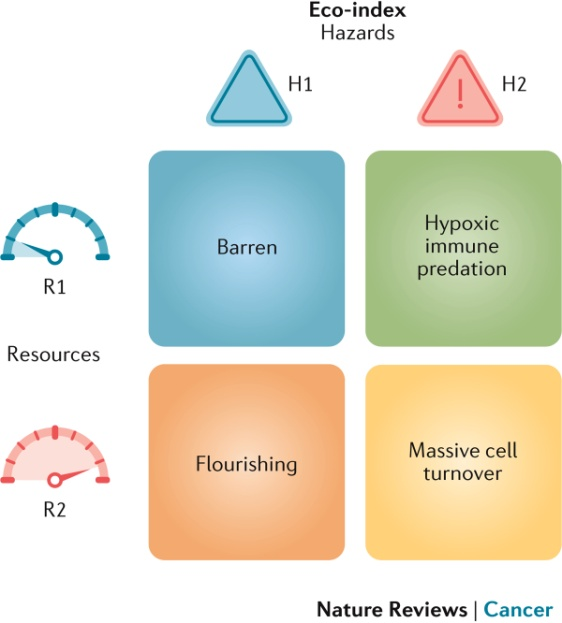 Eco-index
Hazards
H1
! H2
Barren
Hypoxic
immune
predation
R1
Resources
Flourishing
Massive cell
turnover
R2
Nature Reviews | Cancer